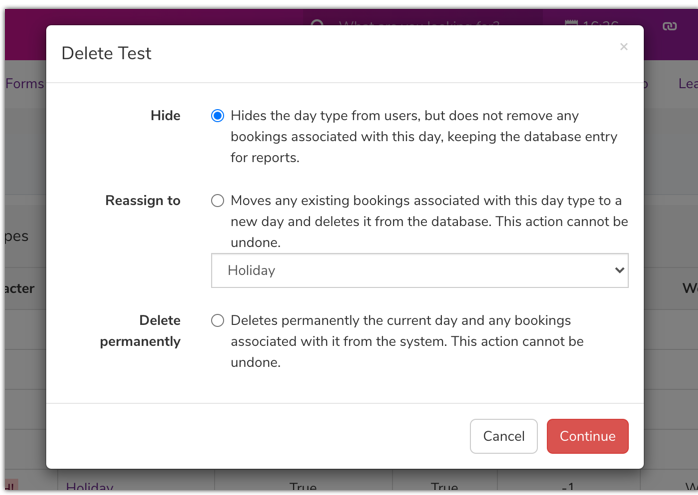 16:26
Forms
Lea
Delete Test
×
Hide
Hides the day type from users, but does not remove any
bookings associated with this day, keeping the database entry
for reports.
Reassign to
Moves any existing bookings associated with this day type to a
new day and deletes it from the database. This action cannot be
undone.
Holiday
Delete
permanently
Deletes permanently the current day and any bookings
associated with it from the system. This action cannot be
undone.
Cancel
Continue
pes
acter
W
Holiday
True
True
-1
W